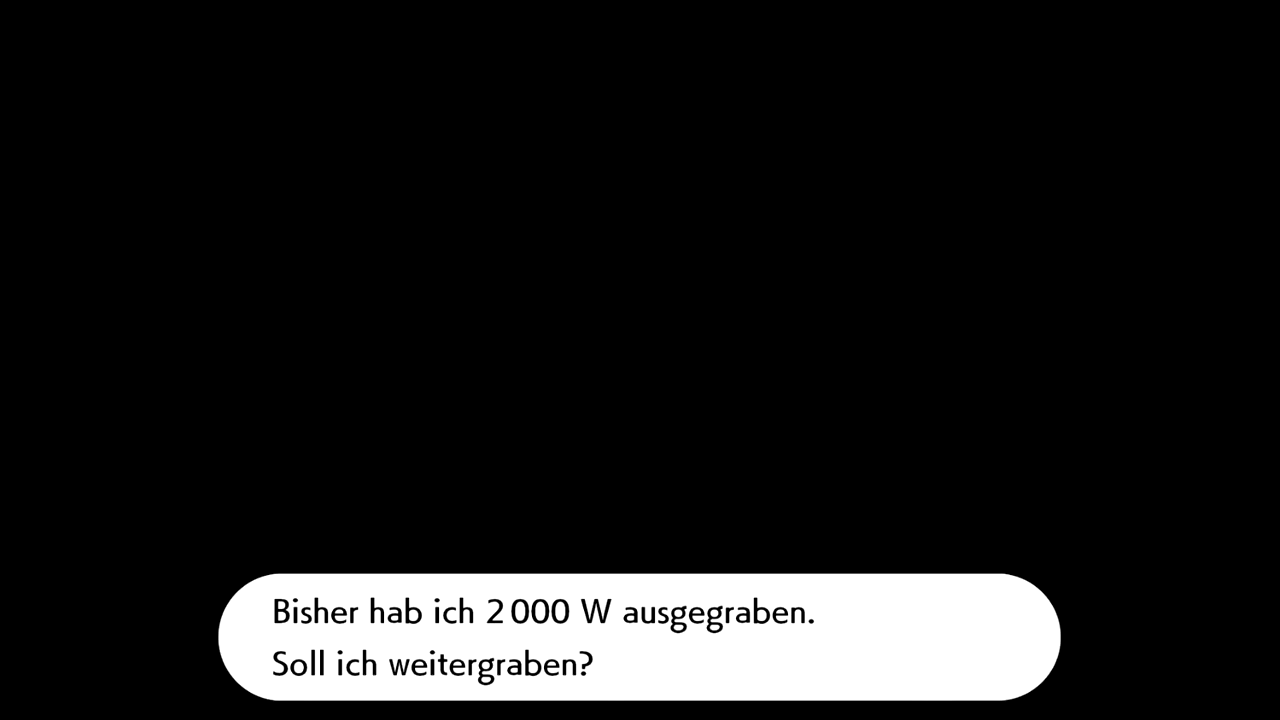 Bisher hab ich 2 000 W ausgegraben.
Soll ich weitergraben?